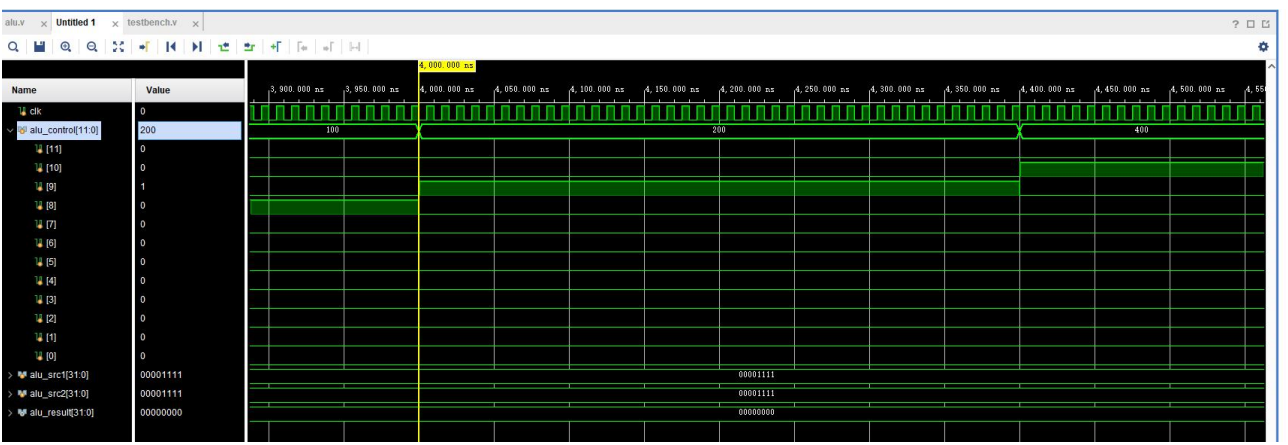 alu.v × Untitled 1 × testbench.v ×
4,000.000 ns
Name Value 3,900.000 ns 3,950.000 ns 4,000.000 ns 4,050.000 ns 4,100.000 ns 4,150.000 ns 4,200.000 ns 4,250.000 ns 4,300.000 ns 4,350.000 ns 4,400.000 ns 4,450.000 ns 4,500.000 ns 4,55
clk 0
alu_control[11:0] 200 100 200 400
[11] 0
[10] 0
[9] 1
[8] 0
[7] 0
[6] 0
[5] 0
[4] 0
[3] 0
[2] 0
[1] 0
[0] 0
alu_src1[31:0] 00001111 00001111
alu_src2[31:0] 00001111 00001111
alu_result[31:0] 00000000 00000000